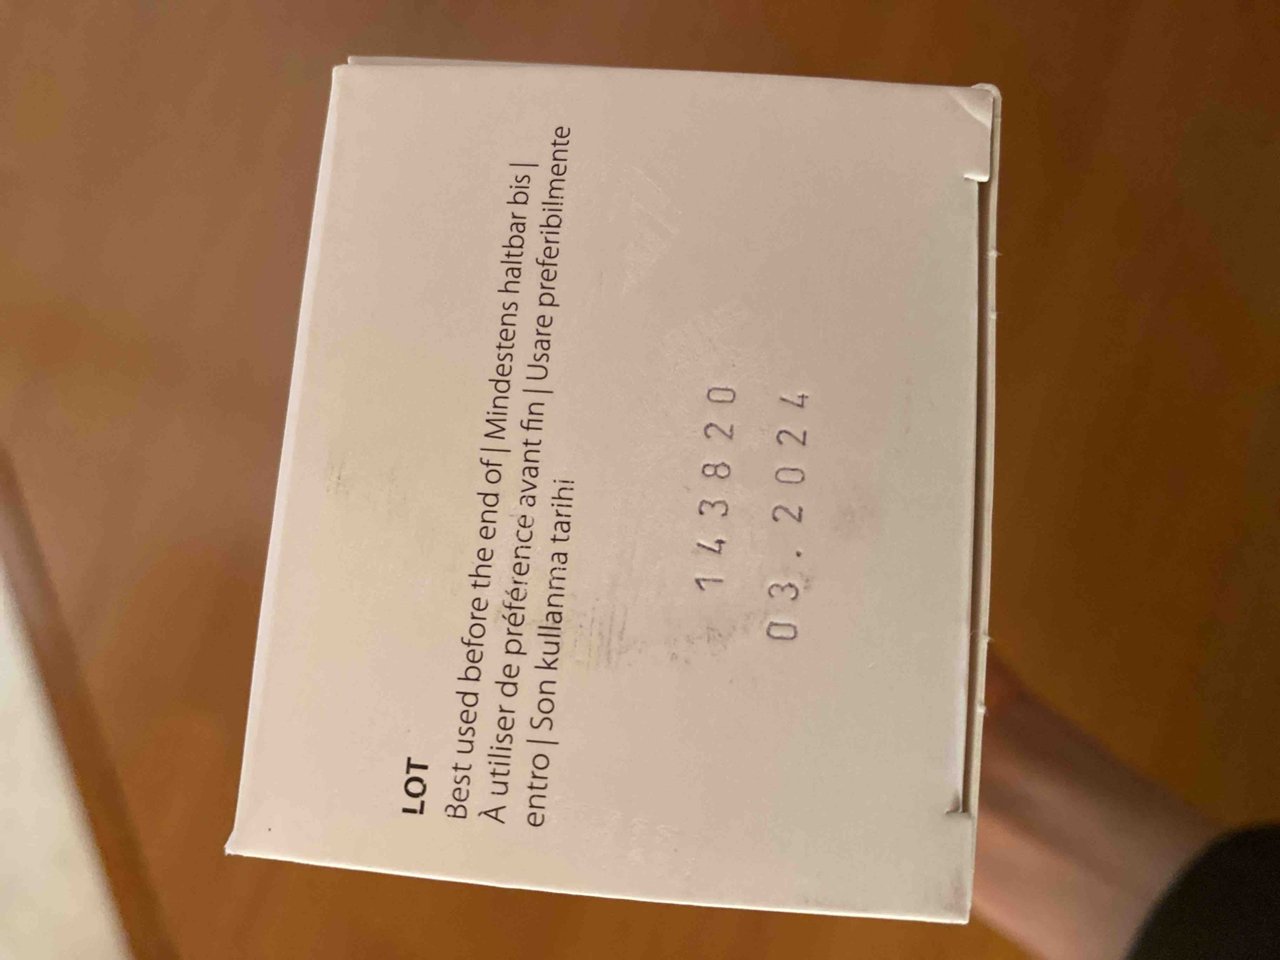 LOT
Best used before the end of | Mindestens haltbar bis |
À utiliser de préférence avant fin | Usare preferibilmente
entro | Son kullanma tarihi
143820
03.2024